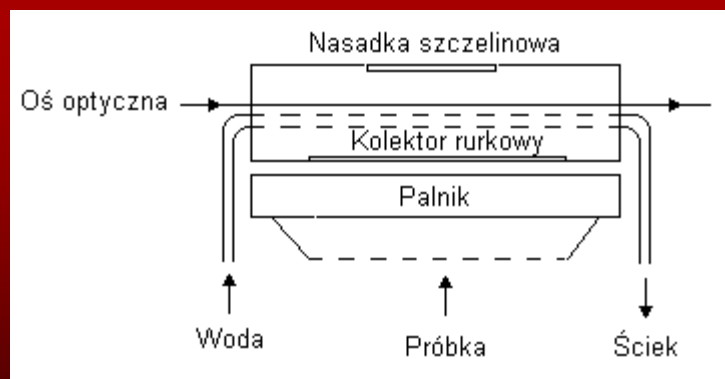 Nasadka szczelinowa
Oś optyczna
Kolektor rurkowy
Palnik
Woda
Próbka
Ściek